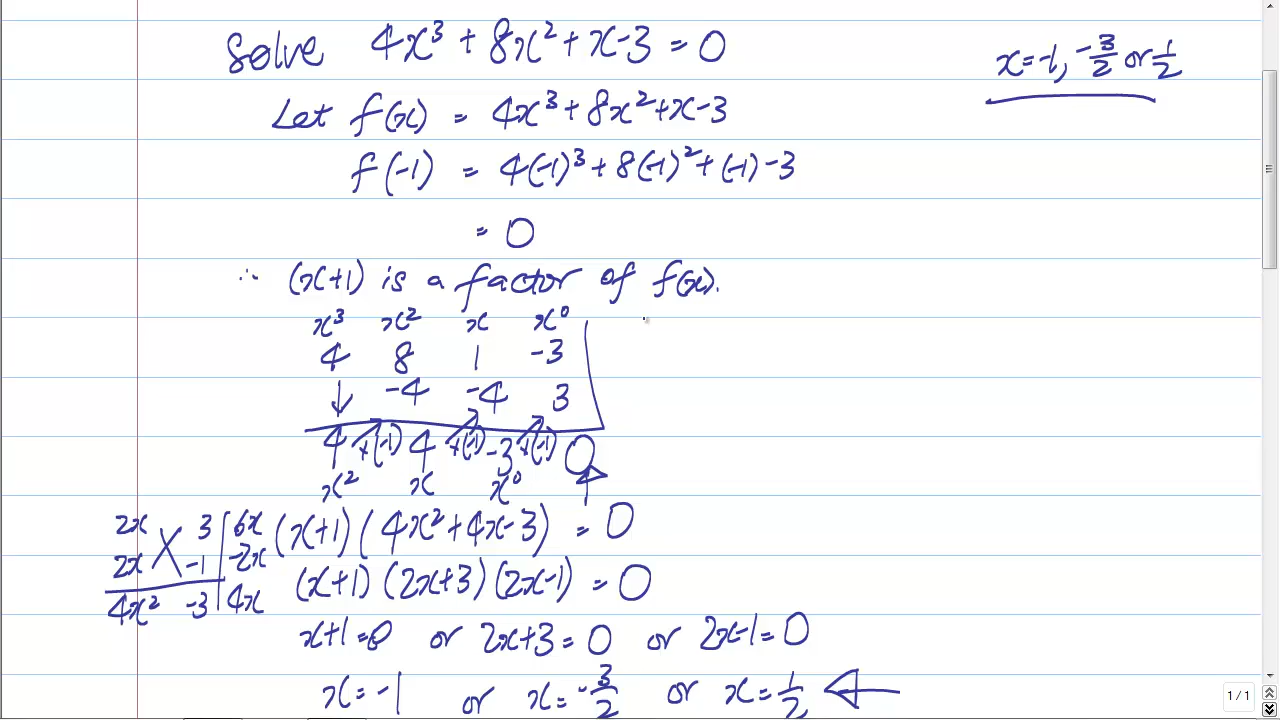 Solve 4x³ + 8x² + x - 3 = 0
x = -1, -3/2 or 1/2
Let f(x) = 4x³ + 8x² + x - 3
f(-1) = 4(-1)³ + 8(-1)² + (-1) - 3
= 0
∴ (x+1) is a factor of f(x).
x³ x² x x⁰
4 8 1 -3
↓ -4 -4 3
4 ×(-1) 4 ×(-1) -3 ×(-1) 0
x² x x⁰
2x 3 | 6x
2x -1 | -2x
4x² -3 | 4x
(x+1)(4x²+4x-3) = 0
(x+1)(2x+3)(2x-1) = 0
x+1=0 or 2x+3=0 or 2x-1=0
x=-1 or x=-3/2 or x=1/2
1/1